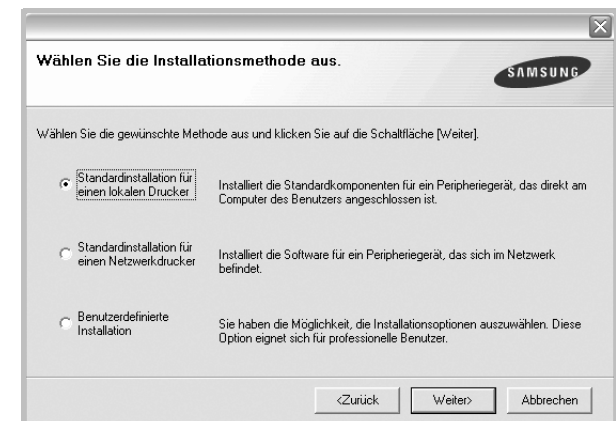 Wählen Sie die Installationsmethode aus.
SAMSUNG
Wählen Sie die gewünschte Methode aus und klicken Sie auf die Schaltfläche [Weiter].
Standardinstallation für
einen lokalen Drucker
Installiert die Standardkomponenten für ein Peripheriegerät, das direkt am
Computer des Benutzers angeschlossen ist.
Standardinstallation für
einen Netzwerkdrucker
Installiert die Software für ein Peripheriegerät, das sich im Netzwerk
befindet.
Benutzerdefinierte
Installation
Sie haben die Möglichkeit, die Installationsoptionen auszuwählen. Diese
Option eignet sich für professionelle Benutzer.
<Zurück
Weiter>
Abbrechen